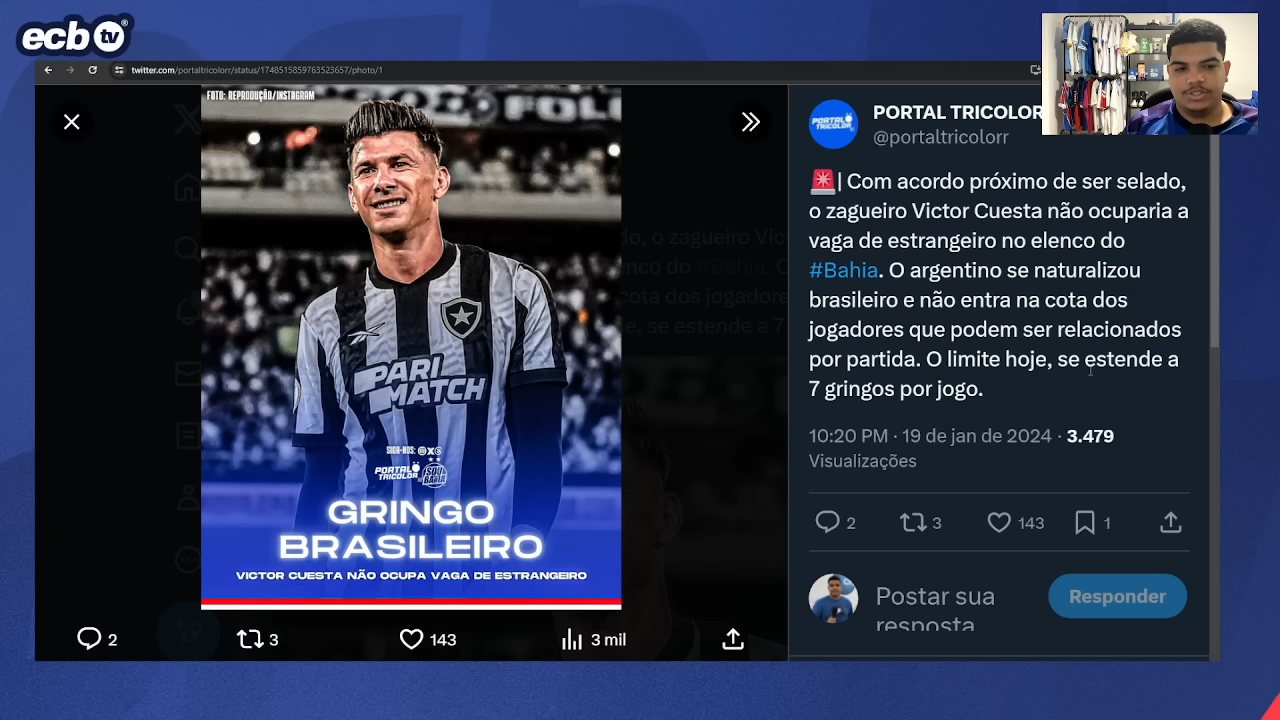 ecb tv
twitter.com/portaltricolorr/status/1748515859763523657/photo/1
FOTO: REPRODUÇÃO/INSTAGRAM
PARI
MATCH
SIGA-NOS:
PORTAL
TRICOLOR
SOU
BAHIA
GRINGO
BRASILEIRO
VICTOR CUESTA NÃO OCUPA VAGA DE ESTRANGEIRO
2
3
143
3 mil
PORTAL TRICOLOR
PORTAL
TRICOLOR
@portaltricolorr
🚨| Com acordo próximo de ser selado,
o zagueiro Victor Cuesta não ocuparia a
vaga de estrangeiro no elenco do
#Bahia. O argentino se naturalizou
brasileiro e não entra na cota dos
jogadores que podem ser relacionados
por partida. O limite hoje, se estende a
7 gringos por jogo.
10:20 PM · 19 de jan de 2024 · 3.479
Visualizações
2
3
143
1
Postar sua
resposta
Responder